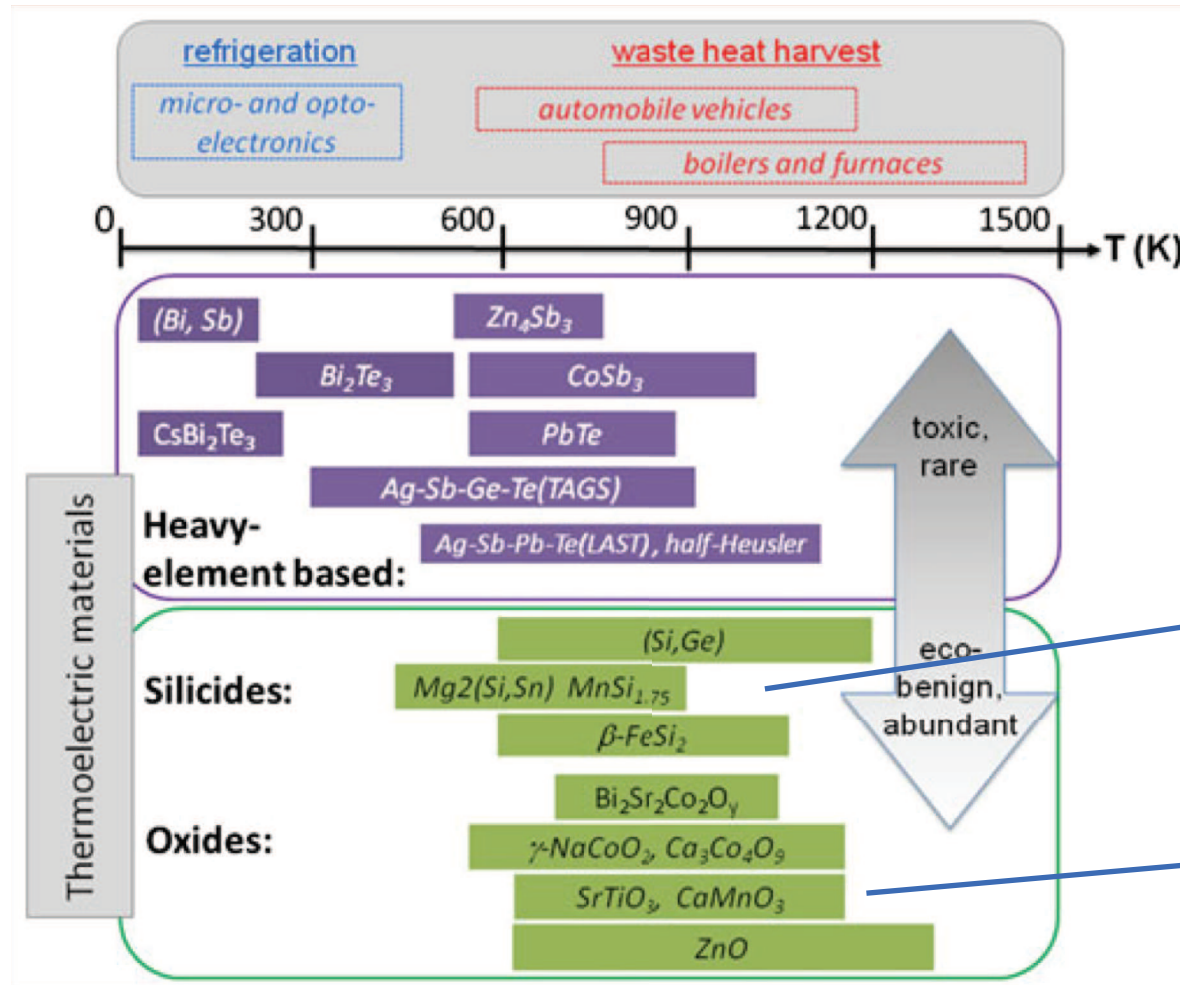 refrigeration
waste heat harvest
micro- and opto-
electronics
automobile vehicles
boilers and furnaces
0 300 600 900 1200 1500
T (K)
(Bi, Sb)
Zn₄Sb₃
Bi₂Te₃
CoSb₃
CsBi₂Te₃
PbTe
Ag-Sb-Ge-Te(TAGS)
Ag-Sb-Pb-Te(LAST), half-Heusler
Heavy-
element based:
toxic,
rare
Thermoelectric materials
(Si,Ge)
Silicides:
Mg2(Si,Sn) MnSi₁.₇₅
β-FeSi₂
eco-
benign,
abundant
Oxides:
Bi₂Sr₂Co₂Oᵧ
γ-NaCoO₂, Ca₃Co₄O₉
SrTiO₃, CaMnO₃
ZnO